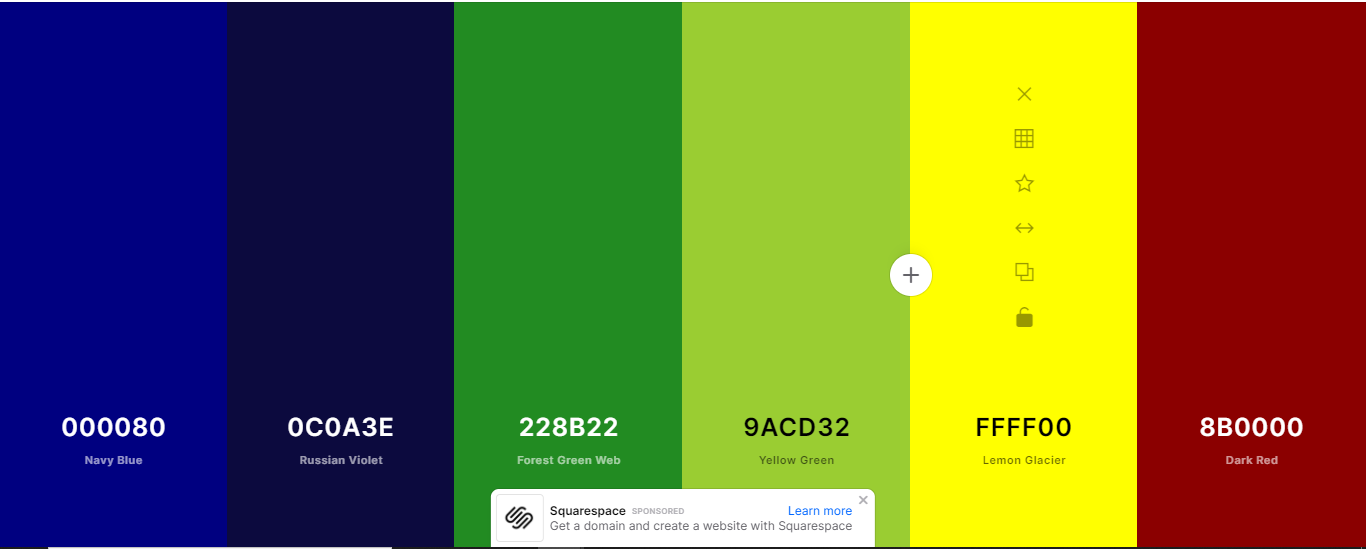 000080
Navy Blue
0C0A3E
Russian Violet
228B22
Forest Green Web
9ACD32
Yellow Green
FFFF00
Lemon Glacier
8B0000
Dark Red
Squarespace SPONSORED Learn more
Get a domain and create a website with Squarespace